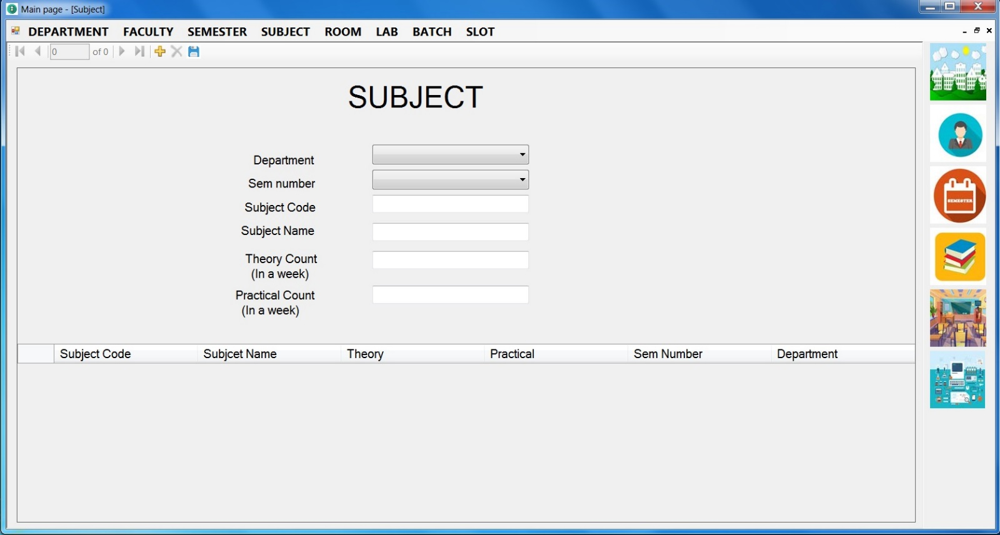 Main page - [Subject]
DEPARTMENT FACULTY SEMESTER SUBJECT ROOM LAB BATCH SLOT
0 of 0
SUBJECT
Department
Sem number
Subject Code
Subject Name
Theory Count
(In a week)
Practical Count
(In a week)
Subject Code Subjcet Name Theory Practical Sem Number Department
SEMESTER